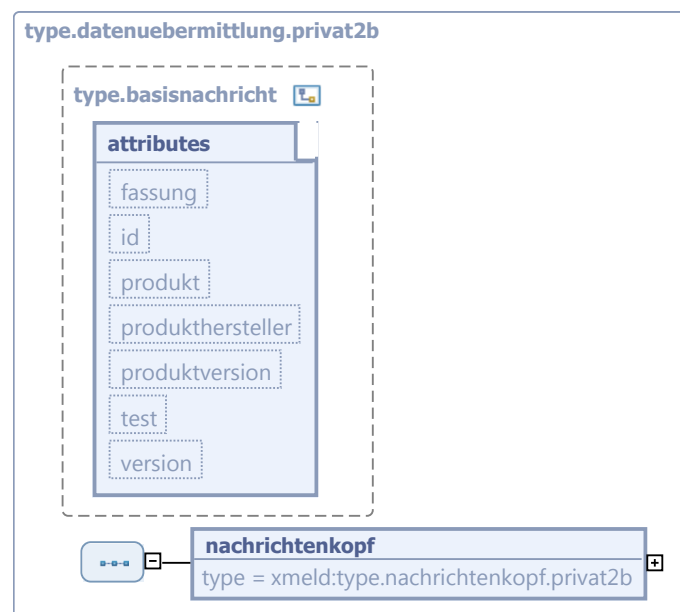 type.datenuebermittlung.privat2b
type.basisnachricht
attributes
fassung
id
produkt
produkthersteller
produktversion
test
version
nachrichtenkopf
type = xmeld:type.nachrichtenkopf.privat2b